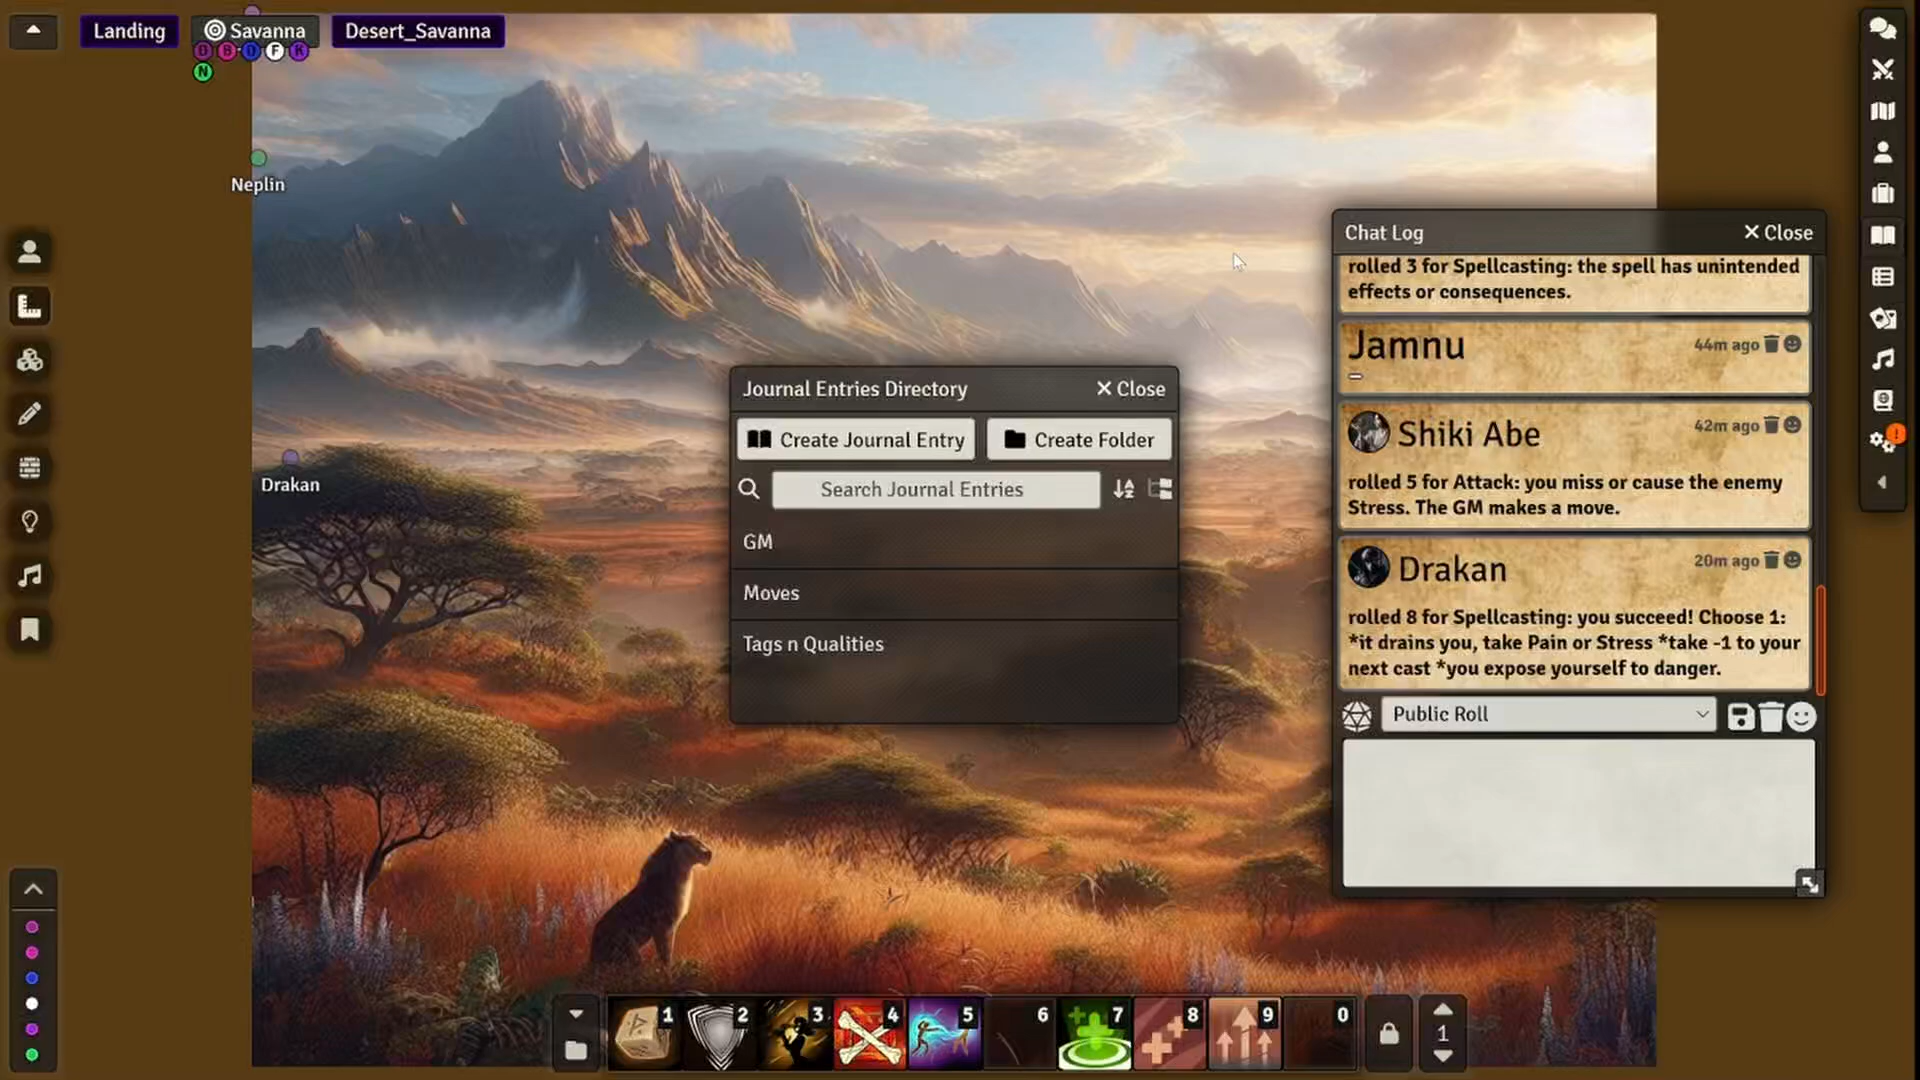 Landing
Savanna
Desert_Savanna
D B D F K
N
Neplin
Drakan
Journal Entries Directory
Close
Create Journal Entry
Create Folder
Search Journal Entries
GM
Moves
Tags n Qualities
Chat Log
Close
rolled 3 for Spellcasting: the spell has unintended
effects or consequences.
Jamnu
44m ago
Shiki Abe
42m ago
rolled 5 for Attack: you miss or cause the enemy
Stress. The GM makes a move.
Drakan
20m ago
rolled 8 for Spellcasting: you succeed! Choose 1:
*it drains you, take Pain or Stress *take -1 to your
next cast *you expose yourself to danger.
Public Roll
1 2 3 4 5 6 7 8 9 0
1